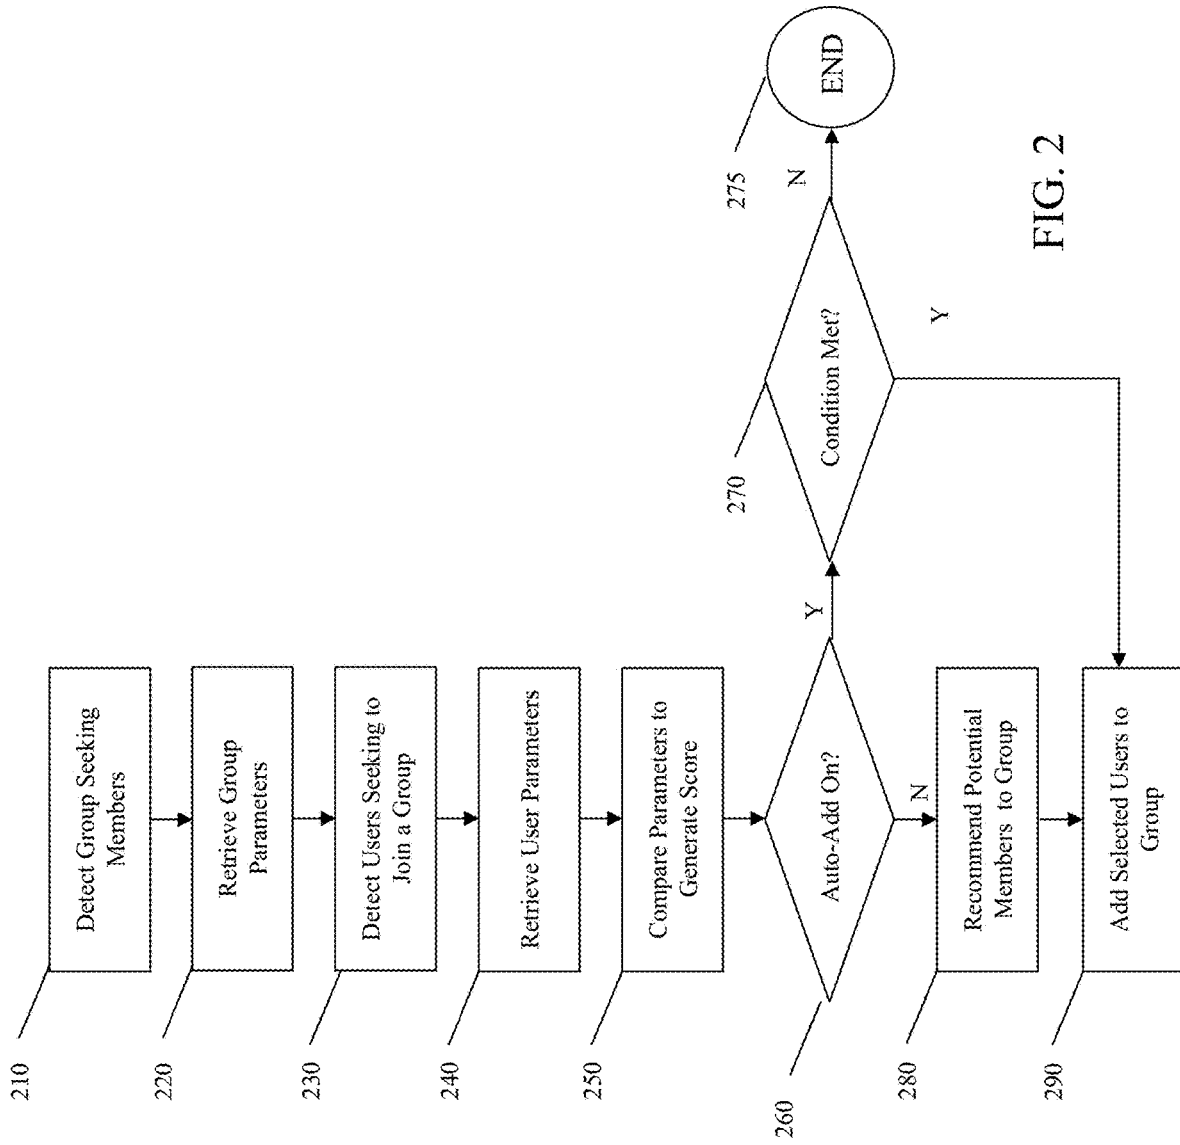 210
Detect Group Seeking
Members
220
Retrieve Group
Parameters
230
Detect Users Seeking to
Join a Group
240
Retrieve User Parameters
250
Compare Parameters to
Generate Score
260
Auto-Add On?
Y
N
270
Condition Met?
N
Y
275
END
280
Recommend Potential
Members to Group
290
Add Selected Users to
Group
FIG. 2